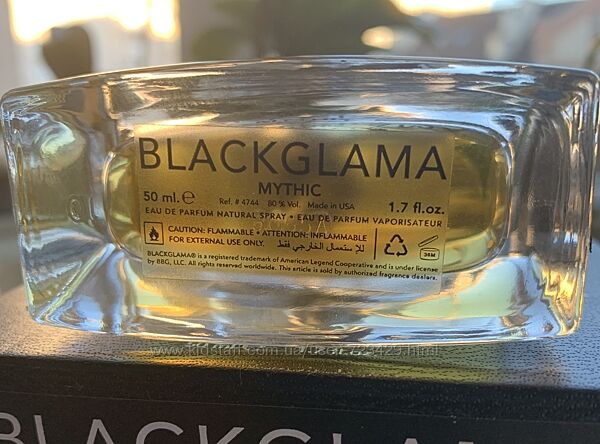 BLACKGLAMA
MYTHIC
50 ml. e Ref. # 4744 80 % Vol. Made in USA 1.7 fl.oz.
EAU DE PARFUM NATURAL SPRAY • EAU DE PARFUM VAPORISATEUR
CAUTION: FLAMMABLE • ATTENTION: INFLAMMABLE
FOR EXTERNAL USE ONLY. للإستعمال الخارجي فقط
36M
BLACKGLAMA® is a registered trademark of American Legend Cooperative and is under license
by BBG, LLC. All rights reserved worldwide. This article is sold by authorized fragrance dealers.
BLACKGLAMA